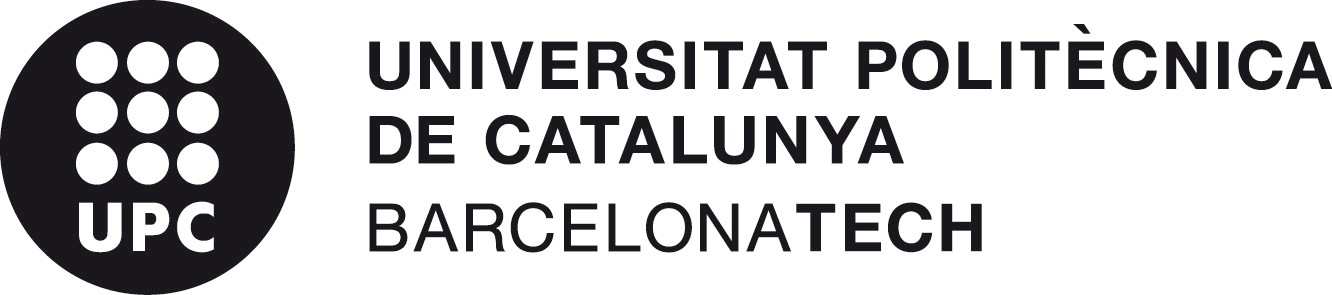 UPC
UNIVERSITAT POLITÈCNICA
DE CATALUNYA
BARCELONATECH